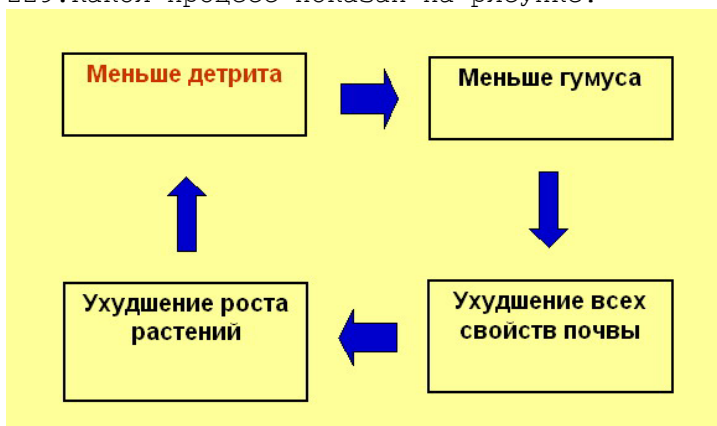 Меньше детрита
Меньше гумуса
Ухудшение роста
растений
Ухудшение всех
свойств почвы